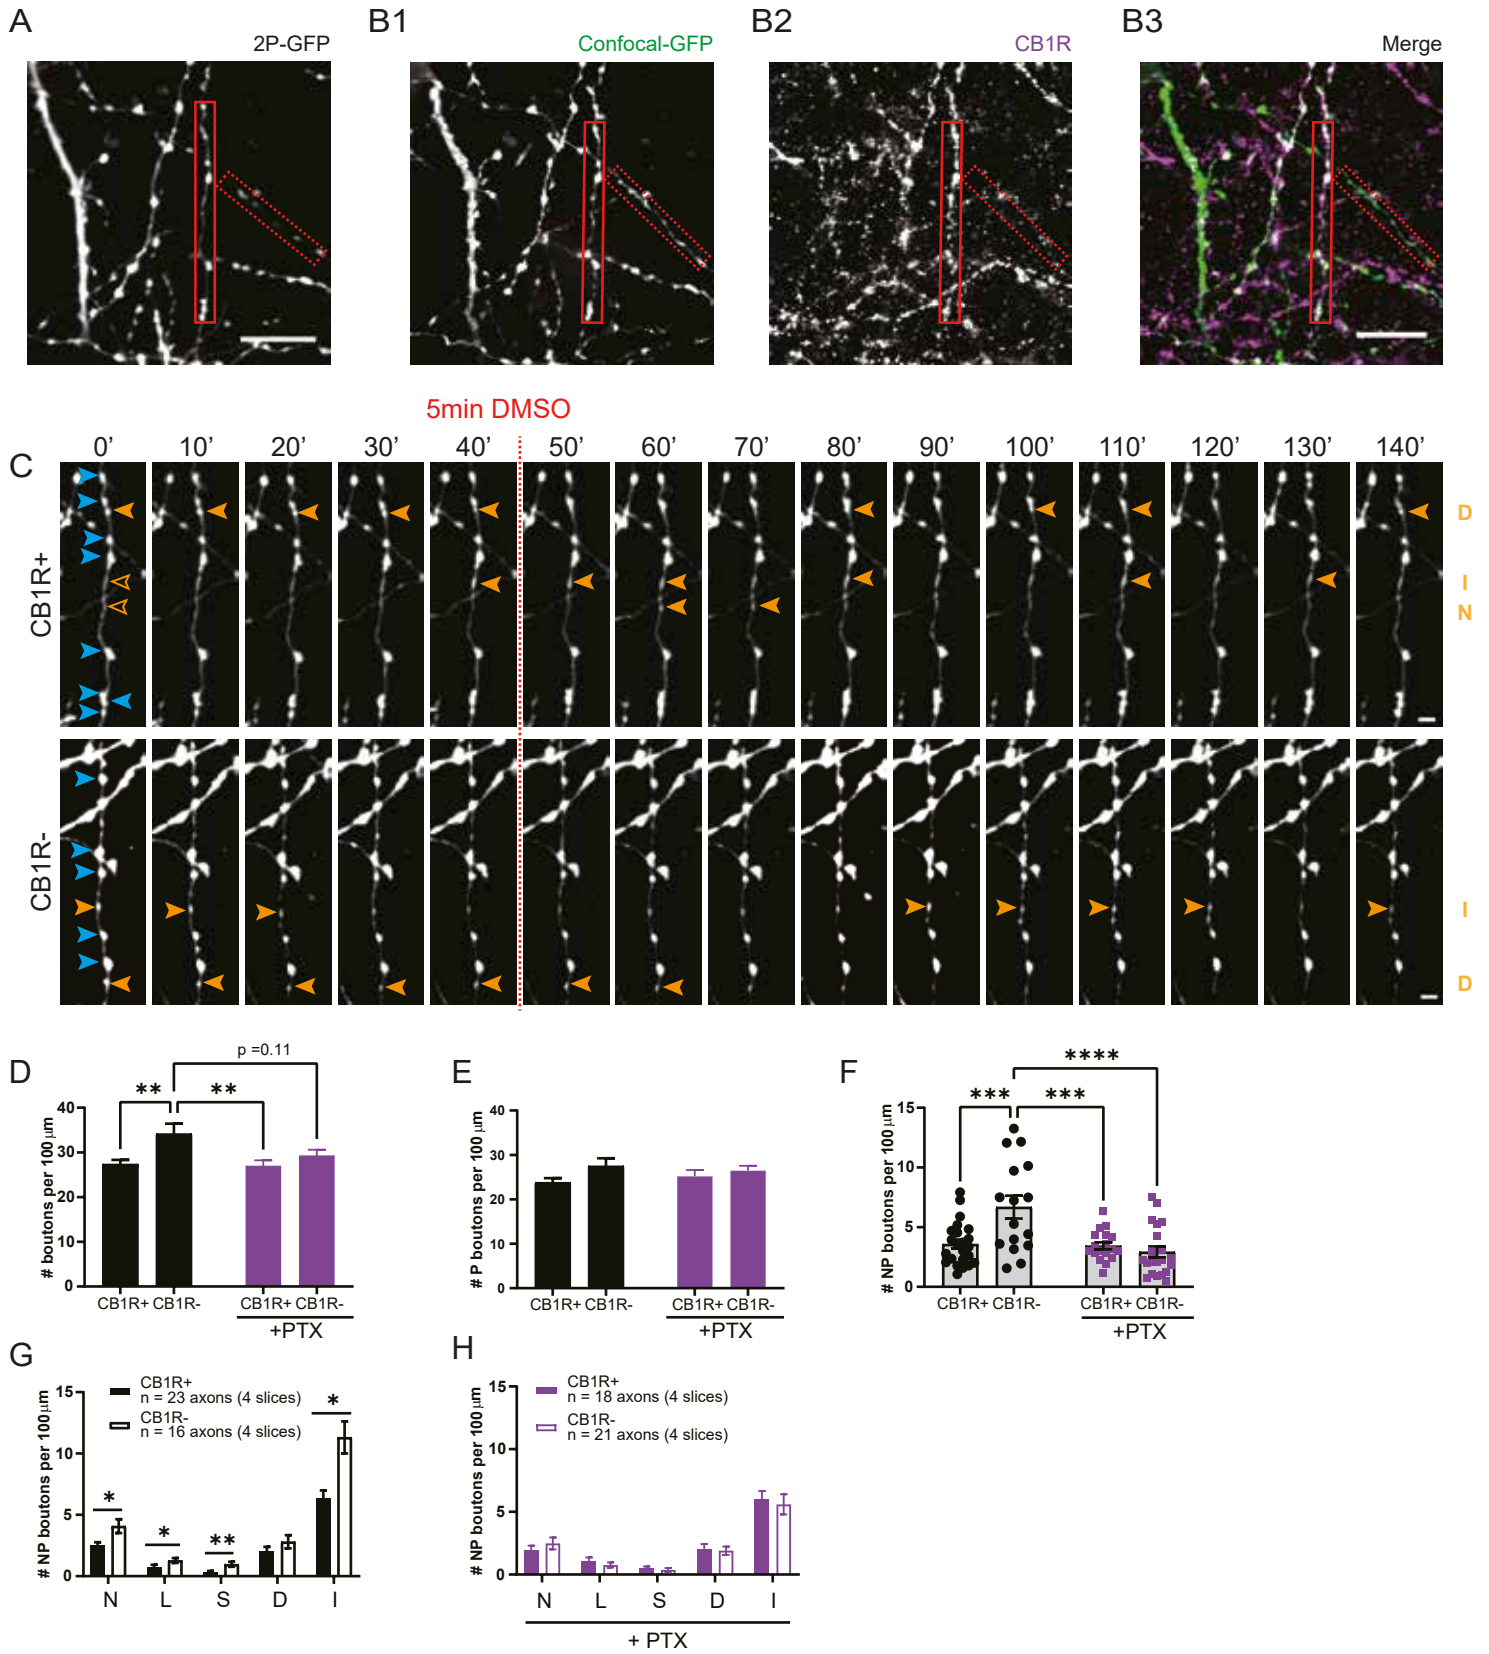 A
2P-GFP
B1
Confocal-GFP
B2
CB1R
B3
Merge
5min DMSO
C
0’ 10’ 20’ 30’ 40’ 50’ 60’ 70’ 80’ 90’ 100’ 110’ 120’ 130’ 140’
CB1R+
D
I
N
CB1R-
I
D
D
# boutons per 100 µm
40
30
20
10
0
** **
p =0.11
CB1R+ CB1R-
CB1R+ CB1R-
+PTX
E
# P boutons per 100 µm
40
30
20
10
0
CB1R+ CB1R-
CB1R+ CB1R-
+PTX
F
# NP boutons per 100 µm
15
10
5
0
*** ***
****
CB1R+ CB1R-
CB1R+ CB1R-
+PTX
G
# NP boutons per 100µm
15
10
5
0
CB1R+
n = 23 axons (4 slices)
CB1R-
n = 16 axons (4 slices)
* * ** *
N L S D I
H
# NP boutons per 100 µm
15
10
5
0
CB1R+
n = 18 axons (4 slices)
CB1R-
n = 21 axons (4 slices)
N L S D I
+ PTX